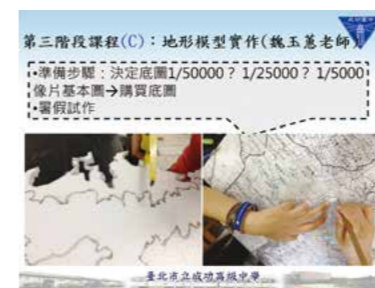 第三階段課程(C)：地形模型實作(魏玉蕙老師)
•準備步驟：決定底圖1/50000？ 1/25000？ 1/5000
像片基本圖→購買底圖
•暑假試作
臺北市立成功高級中學